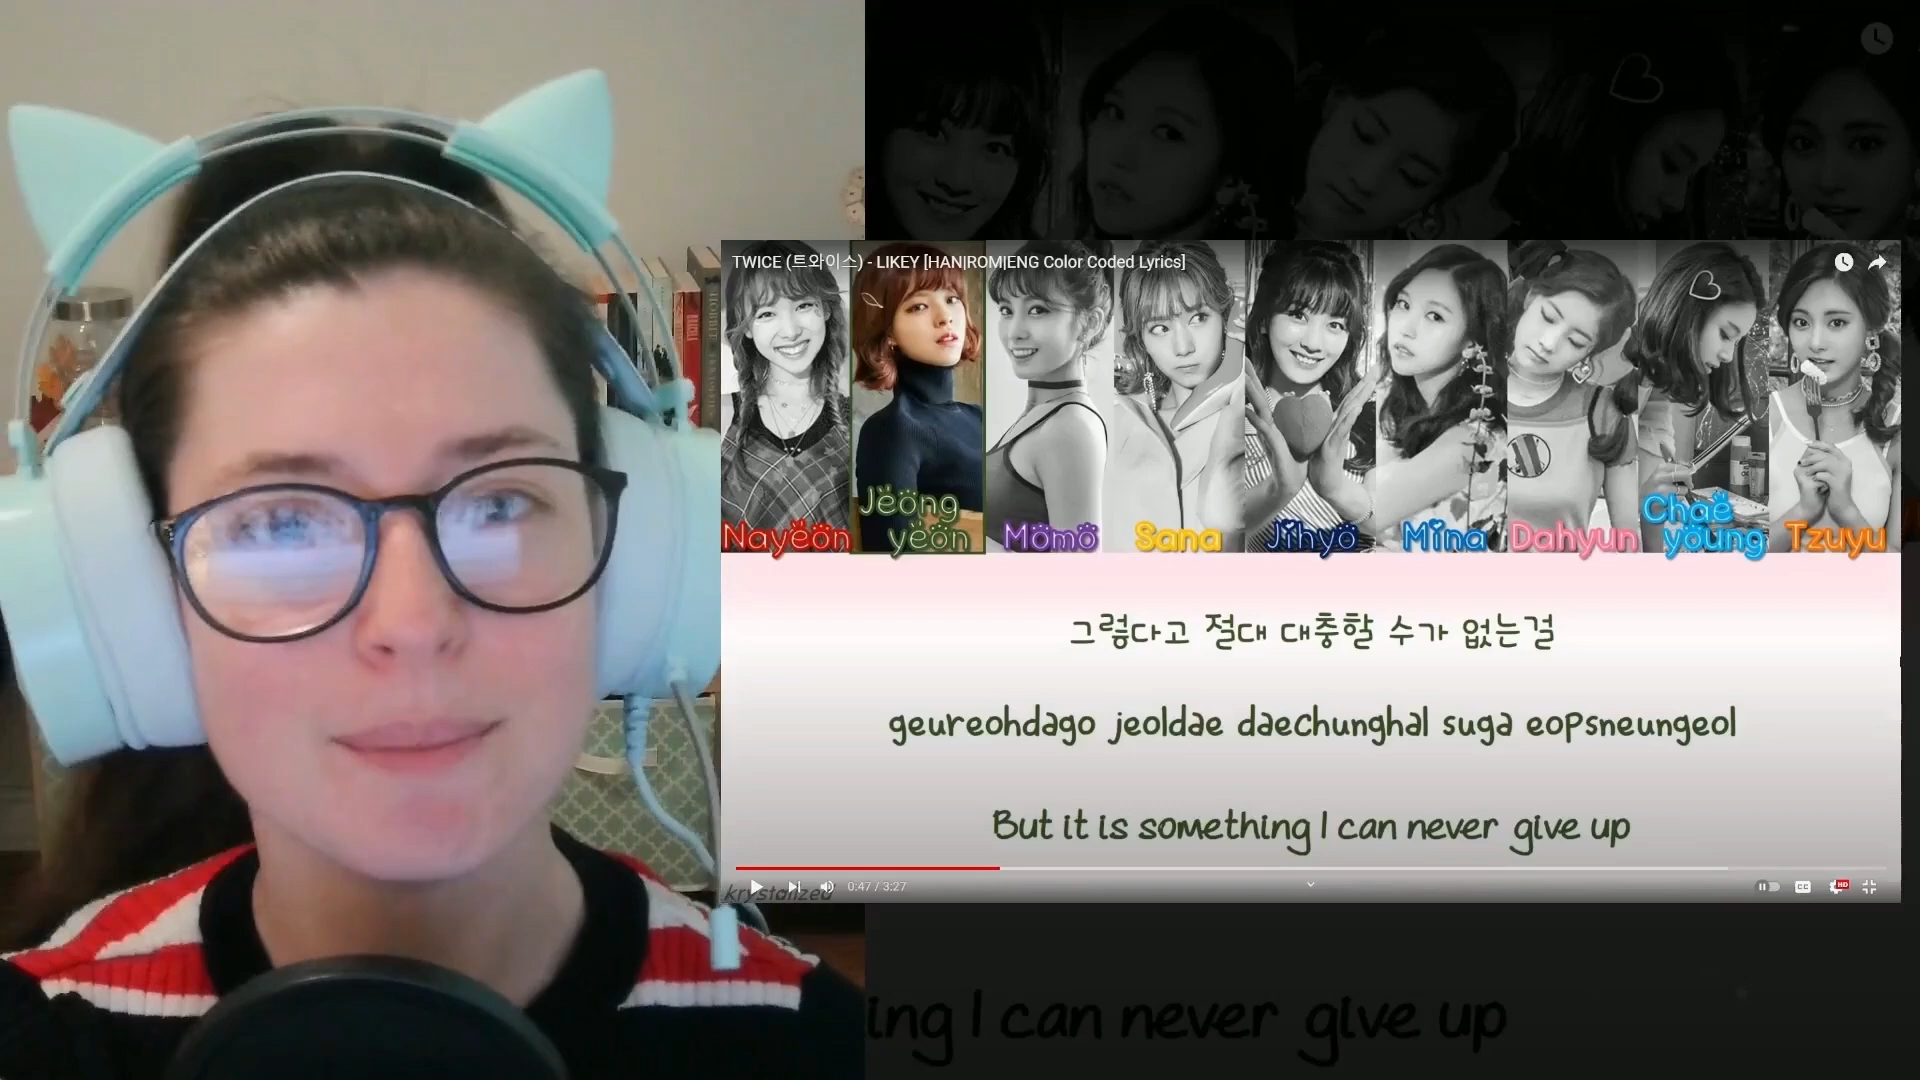 TWICE (트와이스) - LIKEY [HAN|ROM|ENG Color Coded Lyrics]
Nayeon
Jeong
yeon
Momo
Sana
Jihyo
Mina
Dahyun
Chae
young
Tzuyu
그렇다고 절대 대충할 수가 없는걸
geureohdago jeoldae daechunghal suga eopsneungeol
But it is something I can never give up
krystalized
0:47 / 3:27
CC
HD
ing I can never give up